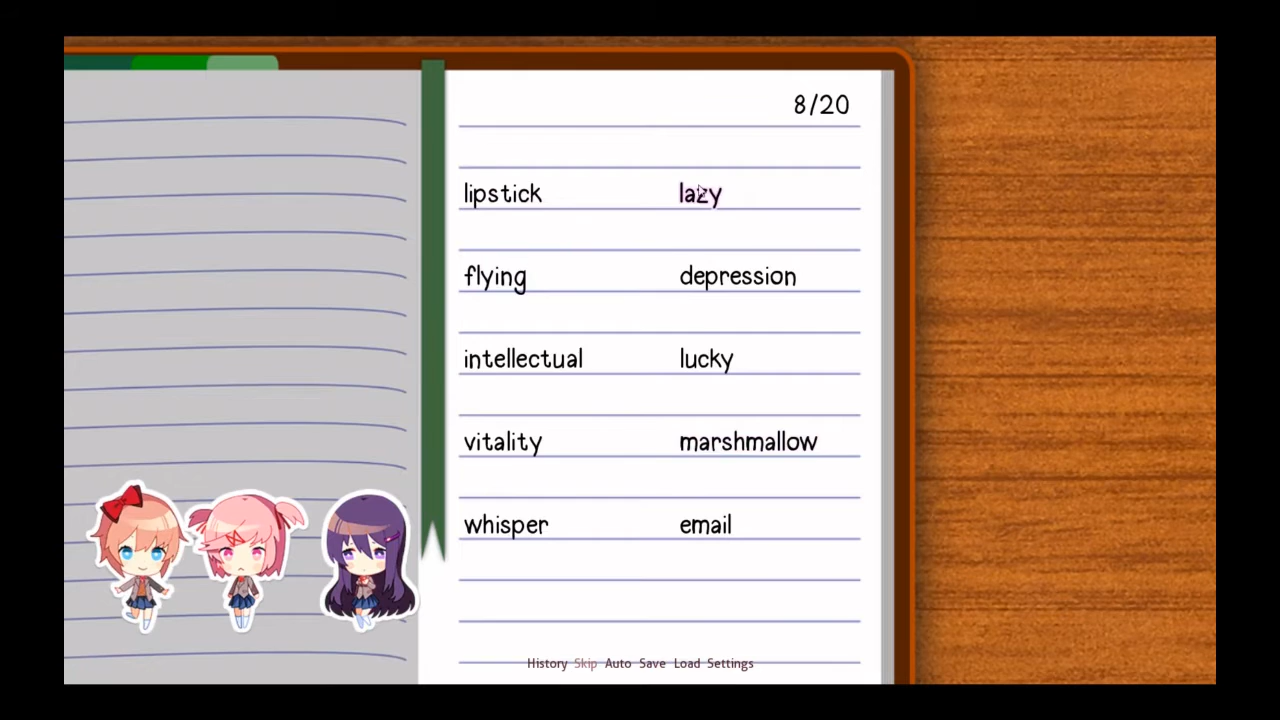 8/20
lipstick lazy
flying depression
intellectual lucky
vitality marshmallow
whisper email
History Skip Auto Save Load Settings